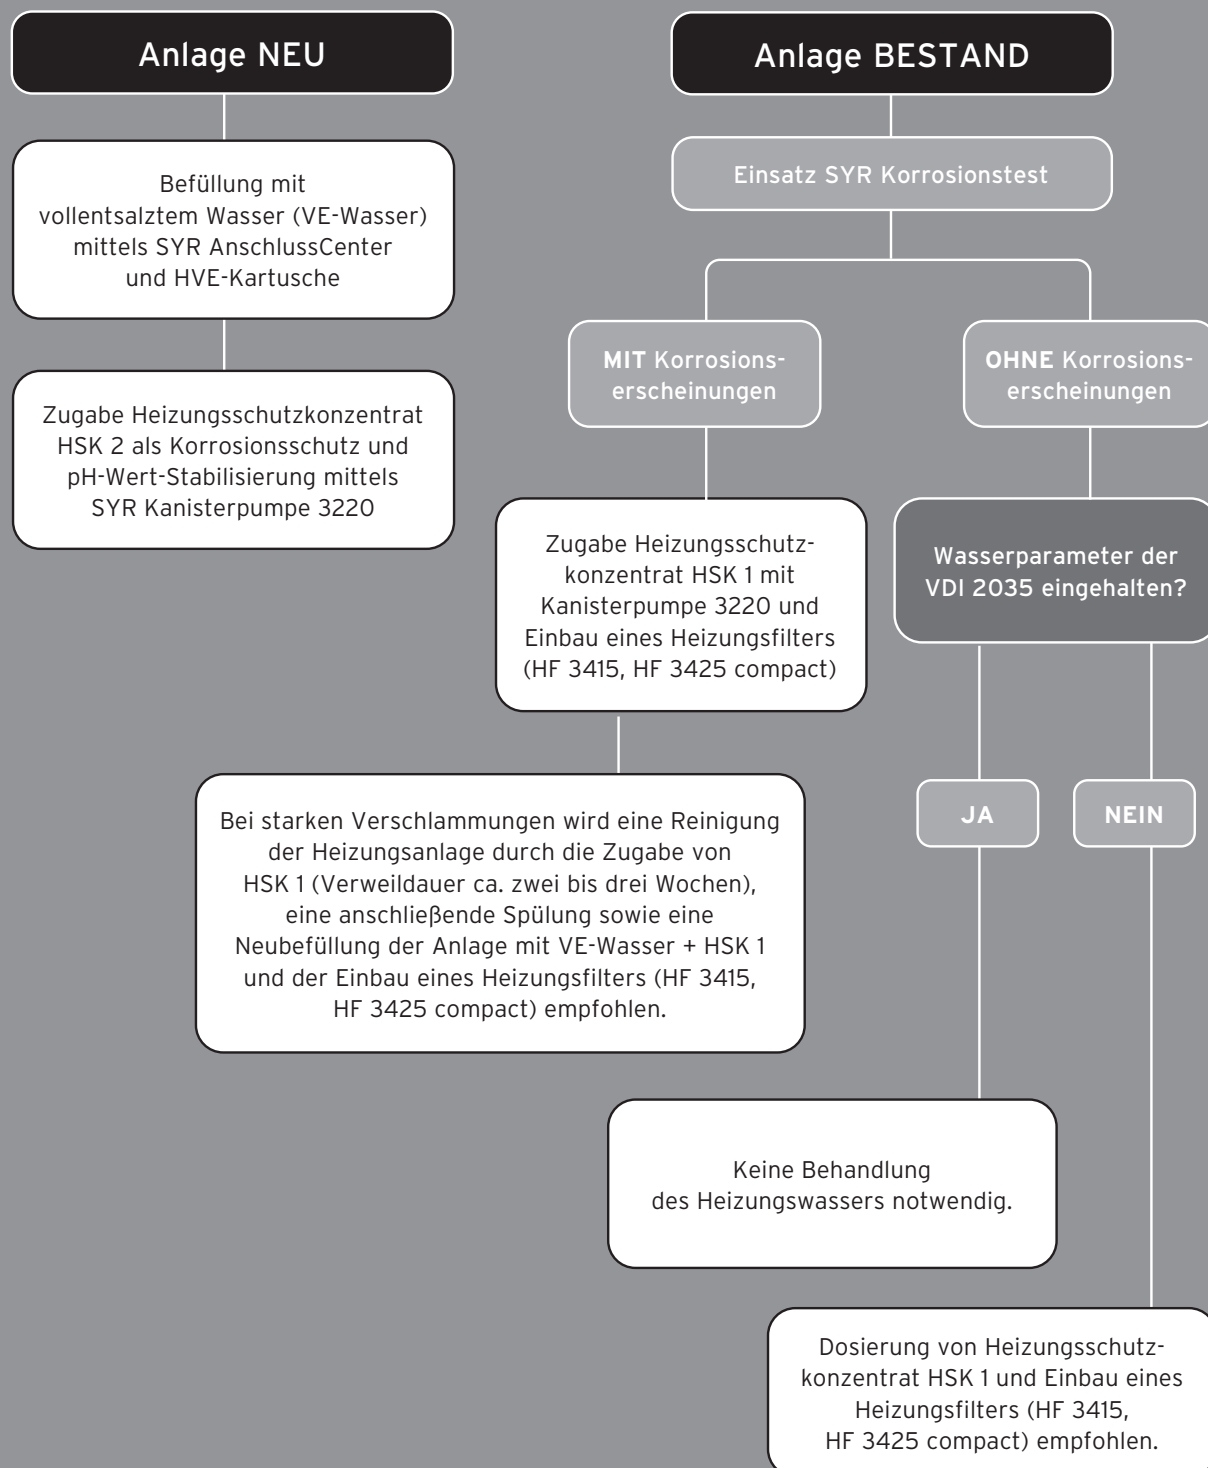 Anlage NEU
Befüllung mit
vollentsalztem Wasser (VE-Wasser)
mittels SYR AnschlussCenter
und HVE-Kartusche
Zugabe Heizungsschutzkonzentrat
HSK 2 als Korrosionsschutz und
pH-Wert-Stabilisierung mittels
SYR Kanisterpumpe 3220
Anlage BESTAND
Einsatz SYR Korrosionstest
MIT Korrosions-
erscheinungen
OHNE Korrosions-
erscheinungen
Zugabe Heizungsschutz-
konzentrat HSK 1 mit
Kanisterpumpe 3220 und
Einbau eines Heizungsfilters
(HF 3415, HF 3425 compact)
Wasserparameter der
VDI 2035 eingehalten?
Bei starken Verschlammungen wird eine Reinigung
der Heizungsanlage durch die Zugabe von
HSK 1 (Verweildauer ca. zwei bis drei Wochen),
eine anschließende Spülung sowie eine
Neubefüllung der Anlage mit VE-Wasser + HSK 1
und der Einbau eines Heizungsfilters (HF 3415,
HF 3425 compact) empfohlen.
JA
NEIN
Keine Behandlung
des Heizungswassers notwendig.
Dosierung von Heizungsschutz-
konzentrat HSK 1 und Einbau eines
Heizungsfilters (HF 3415,
HF 3425 compact) empfohlen.